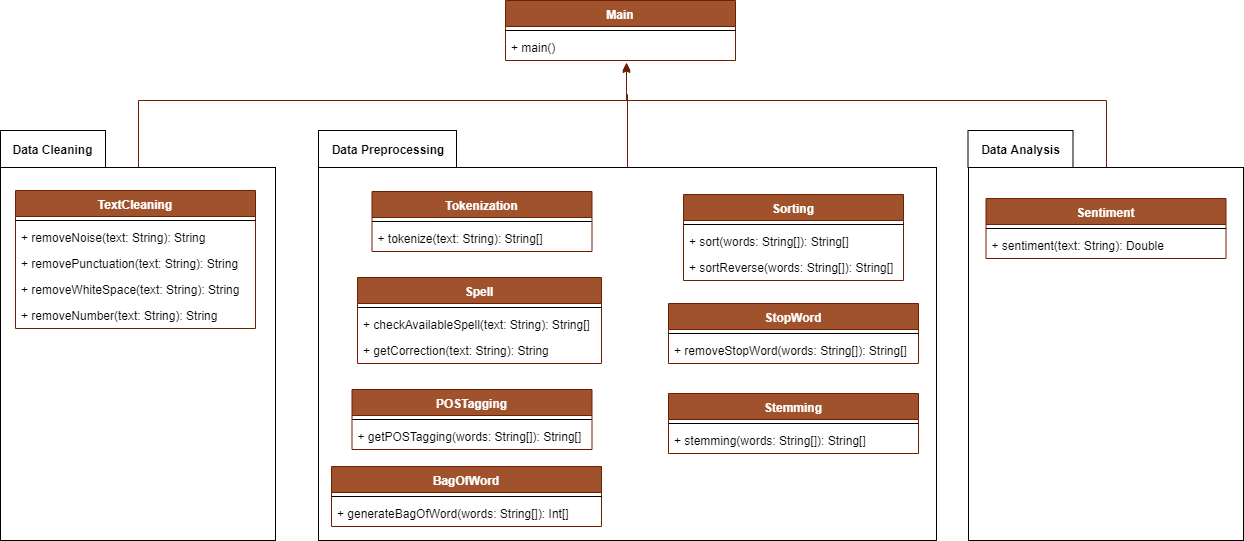 Main
+ main()
Data Cleaning
TextCleaning
+ removeNoise(text: String): String
+ removePunctuation(text: String): String
+ removeWhiteSpace(text: String): String
+ removeNumber(text: String): String
Data Preprocessing
Tokenization
+ tokenize(text: String): String[]
Spell
+ checkAvailableSpell(text: String): String[]
+ getCorrection(text: String): String
POSTagging
+ getPOSTagging(words: String[]): String[]
BagOfWord
+ generateBagOfWord(words: String[]): Int[]
Sorting
+ sort(words: String[]): String[]
+ sortReverse(words: String[]): String[]
StopWord
+ removeStopWord(words: String[]): String[]
Stemming
+ stemming(words: String[]): String[]
Data Analysis
Sentiment
+ sentiment(text: String): Double